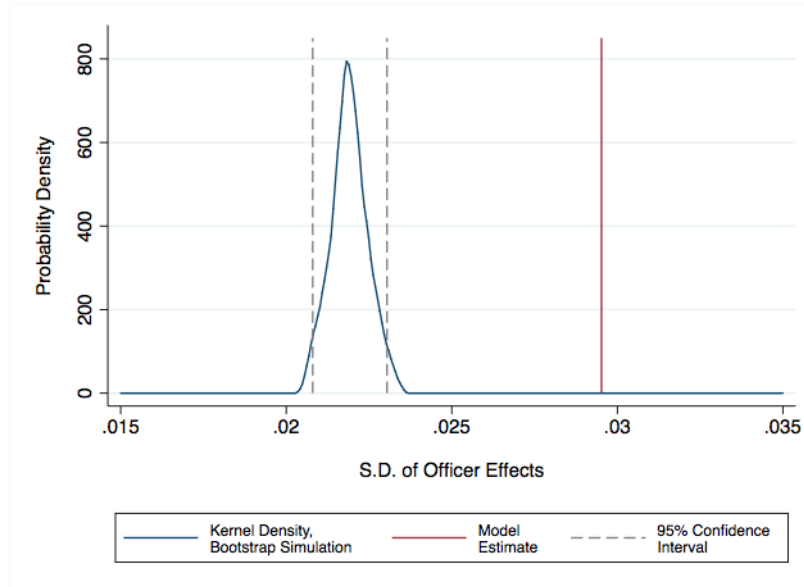 800
600
400
200
0
Probability Density
.015 .02 .025 .03 .035
S.D. of Officer Effects
Kernel Density,
Bootstrap Simulation
Model
Estimate
95% Confidence
Interval